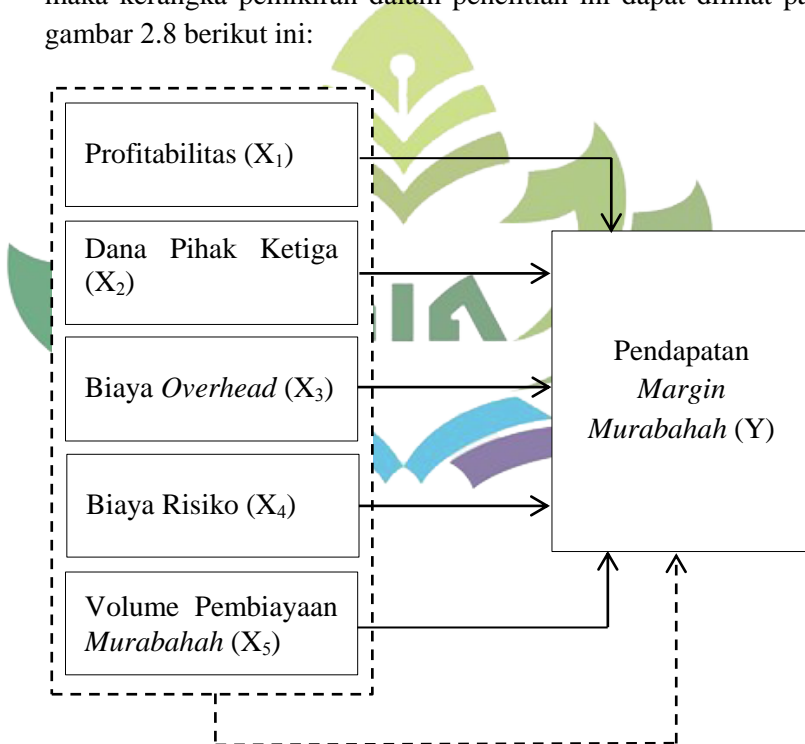 maka kerangka pemikiran dalam penelitian ini dapat dilihat pa
gambar 2.8 berikut ini:
Profitabilitas (X₁)
Dana Pihak Ketiga
(X₂)
Biaya Overhead (X₃)
Biaya Risiko (X₄)
Volume Pembiayaan
Murabahah (X₅)
Pendapatan
Margin
Murabahah (Y)